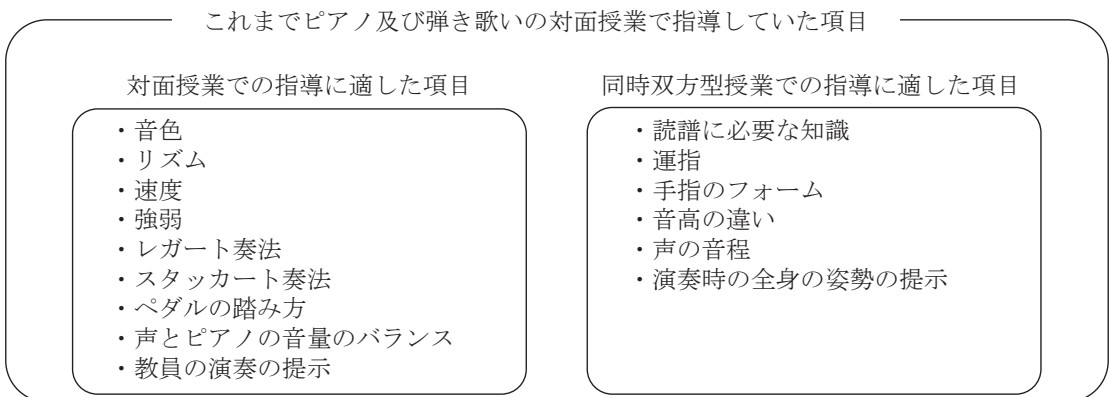 これまでピアノ及び弾き歌いの対面授業で指導していた項目
対面授業での指導に適した項目
・音色
・リズム
・速度
・強弱
・レガート奏法
・スタッカート奏法
・ペダルの踏み方
・声とピアノの音量のバランス
・教員の演奏の提示
同時双方型授業での指導に適した項目
・読譜に必要な知識
・運指
・手指のフォーム
・音高の違い
・声の音程
・演奏時の全身の姿勢の提示